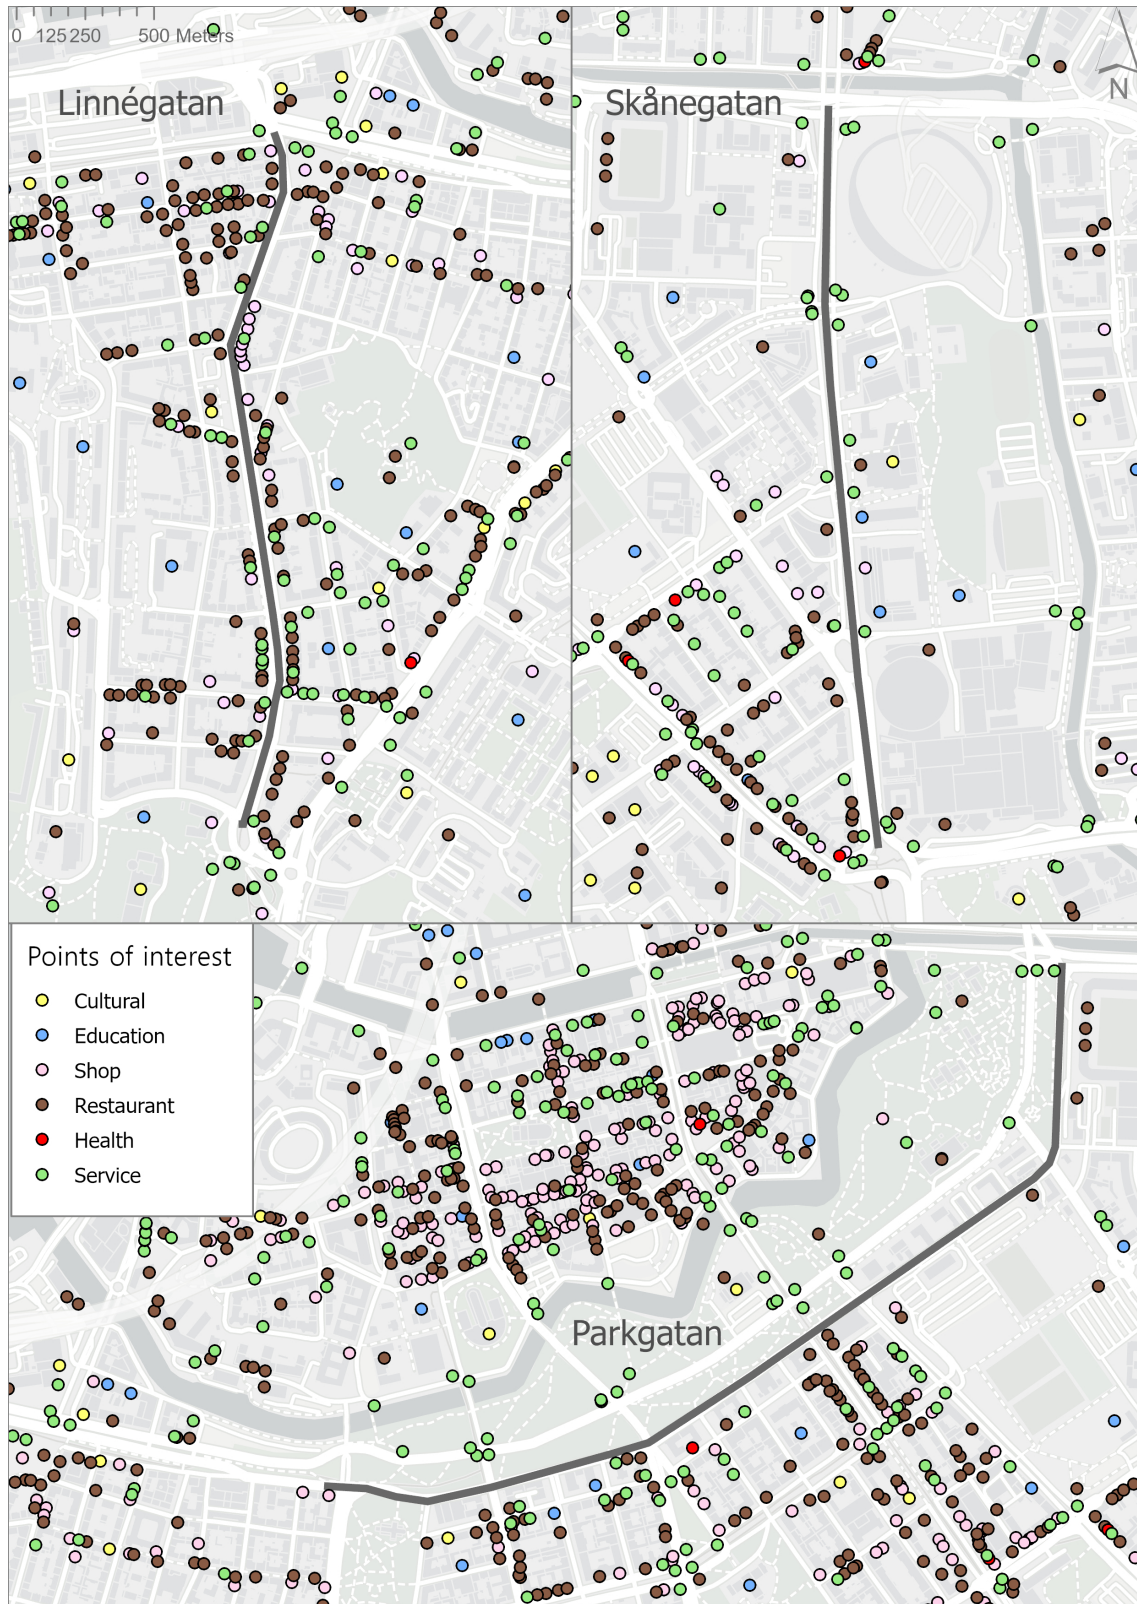 0 125 250 500 Meters
Linnégatan
Skånegatan
N
Points of interest
Cultural
Education
Shop
Restaurant
Health
Service
Parkgatan